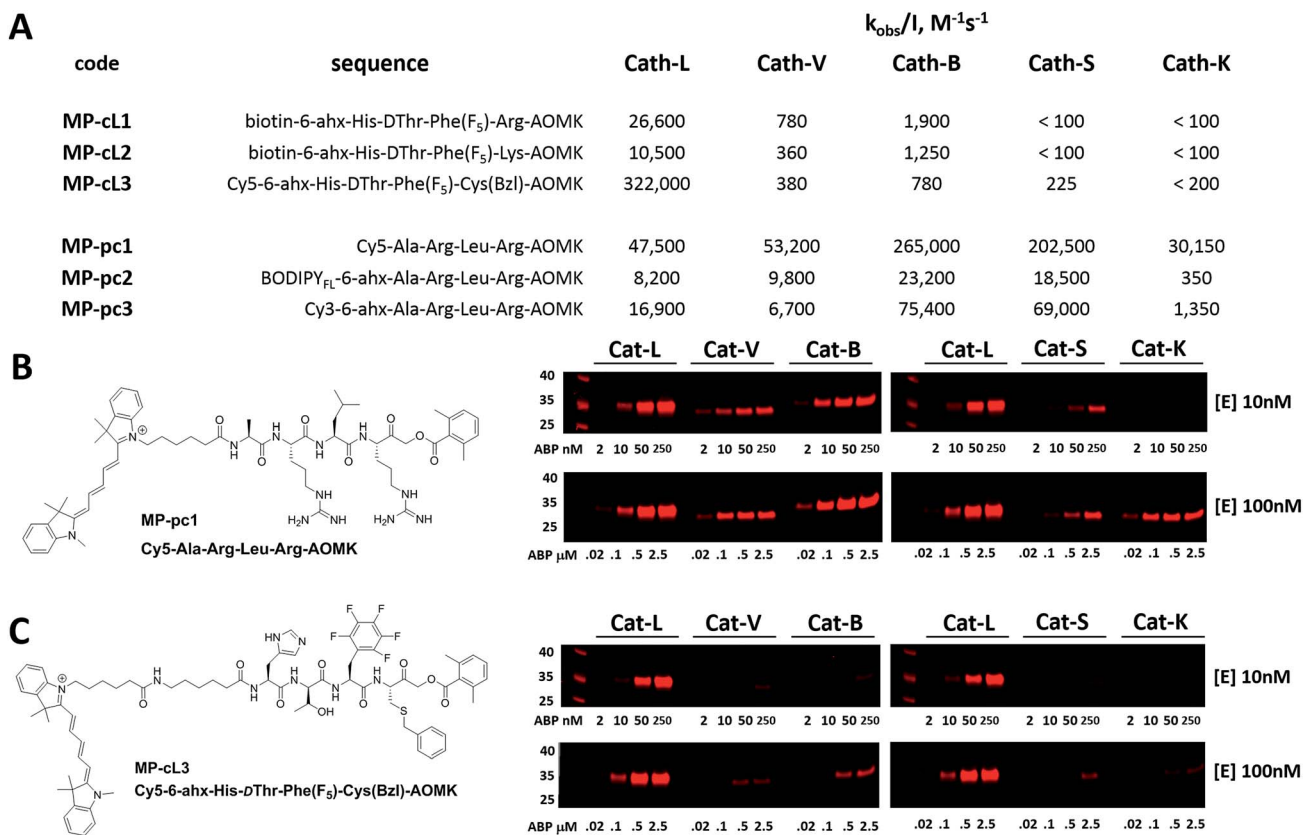 A
k_obs/I, M⁻¹s⁻¹
code sequence Cath-L Cath-V Cath-B Cath-S Cath-K
MP-cL1 biotin-6-ahx-His-DThr-Phe(F₅)-Arg-AOMK 26,600 780 1,900 < 100 < 100
MP-cL2 biotin-6-ahx-His-DThr-Phe(F₅)-Lys-AOMK 10,500 360 1,250 < 100 < 100
MP-cL3 Cy5-6-ahx-His-DThr-Phe(F₅)-Cys(Bzl)-AOMK 322,000 380 780 225 < 200
MP-pc1 Cy5-Ala-Arg-Leu-Arg-AOMK 47,500 53,200 265,000 202,500 30,150
MP-pc2 BODIPY_FL-6-ahx-Ala-Arg-Leu-Arg-AOMK 8,200 9,800 23,200 18,500 350
MP-pc3 Cy3-6-ahx-Ala-Arg-Leu-Arg-AOMK 16,900 6,700 75,400 69,000 1,350
B
N+ O N H O H N O N H O H N O O O
NH NH
H₂N NH H₂N NH
N
MP-pc1
Cy5-Ala-Arg-Leu-Arg-AOMK
Cat-L Cat-V Cat-B Cat-L Cat-S Cat-K
40
35
25
[E] 10nM
ABP nM 2 10 50 250 2 10 50 250 2 10 50 250 2 10 50 250 2 10 50 250 2 10 50 250
40
35
25
[E] 100nM
ABP μM .02 .1 .5 2.5 .02 .1 .5 2.5 .02 .1 .5 2.5 .02 .1 .5 2.5 .02 .1 .5 2.5 .02 .1 .5 2.5
C
F F F F F
HN N
N+ O H N O N H O H N O N H O H N O O O
OH S
N
MP-cL3
Cy5-6-ahx-His-DThr-Phe(F₅)-Cys(Bzl)-AOMK
Cat-L Cat-V Cat-B Cat-L Cat-S Cat-K
40
35
25
[E] 10nM
ABP nM 2 10 50 250 2 10 50 250 2 10 50 250 2 10 50 250 2 10 50 250 2 10 50 250
40
35
25
[E] 100nM
ABP μM .02 .1 .5 2.5 .02 .1 .5 2.5 .02 .1 .5 2.5 .02 .1 .5 2.5 .02 .1 .5 2.5 .02 .1 .5 2.5